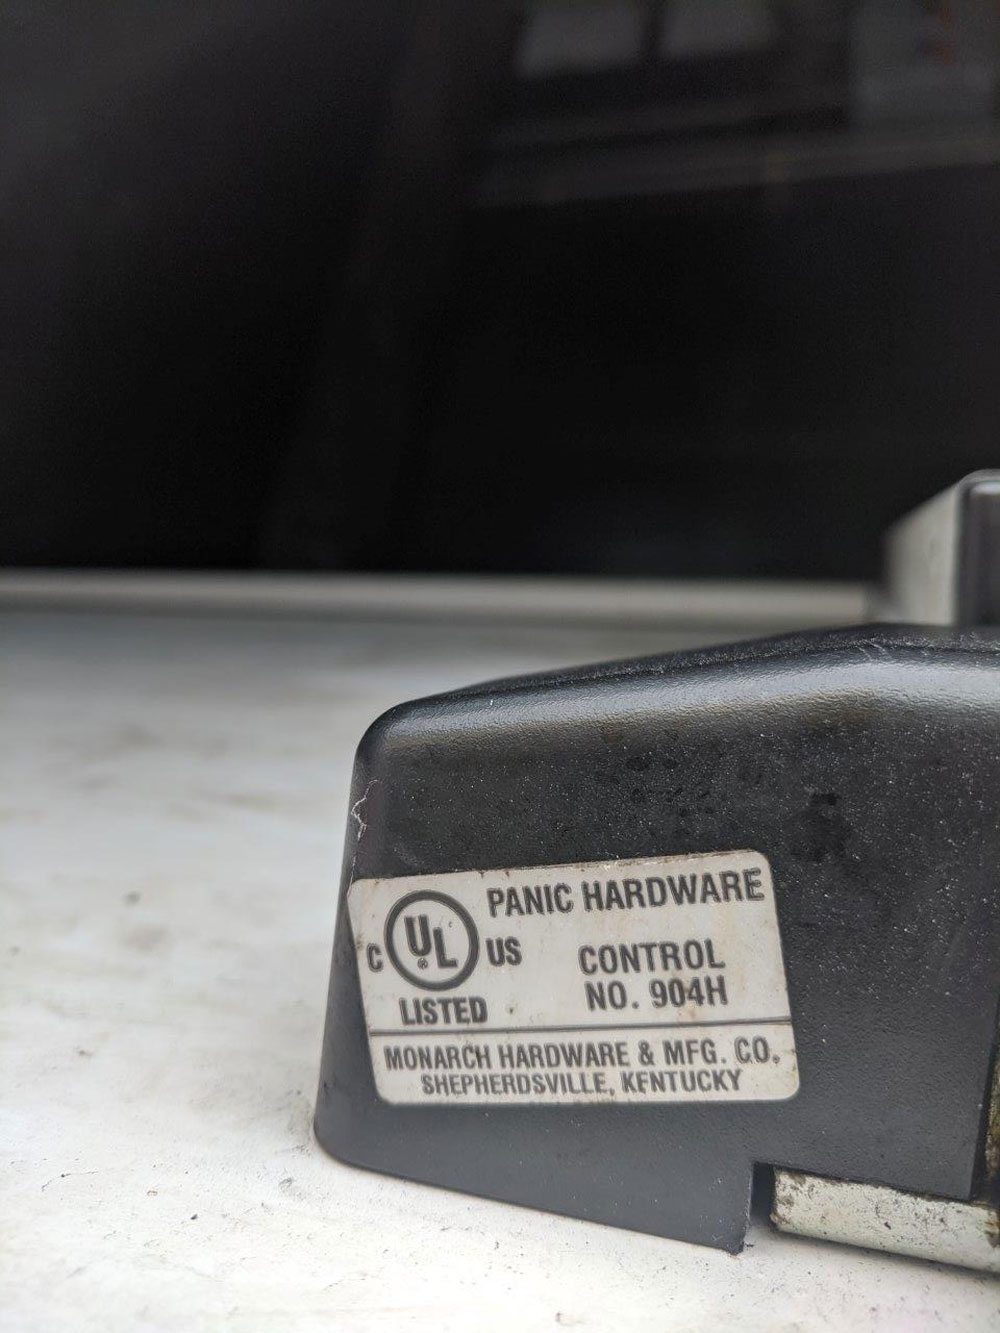 PANIC HARDWARE
C UL® US
CONTROL
NO. 904H
LISTED
MONARCH HARDWARE & MFG. CO.
SHEPHERDSVILLE, KENTUCKY